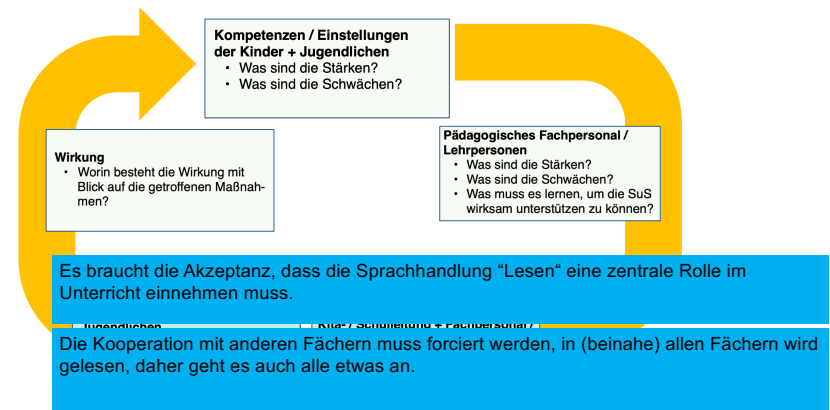 Kompetenzen / Einstellungen
der Kinder + Jugendlichen
• Was sind die Stärken?
• Was sind die Schwächen?
Pädagogisches Fachpersonal /
Lehrpersonen
• Was sind die Stärken?
• Was sind die Schwächen?
• Was muss es lernen, um die SuS
wirksam unterstützen zu können?
Wirkung
• Worin besteht die Wirkung mit
Blick auf die getroffenen Maßnah-
men?
Es braucht die Akzeptanz, dass die Sprachhandlung “Lesen“ eine zentrale Rolle im
Unterricht einnehmen muss.
Jugendlichen
Kita- / Schulleitung + Fachpersonal /
Die Kooperation mit anderen Fächern muss forciert werden, in (beinahe) allen Fächern wird
gelesen, daher geht es auch alle etwas an.